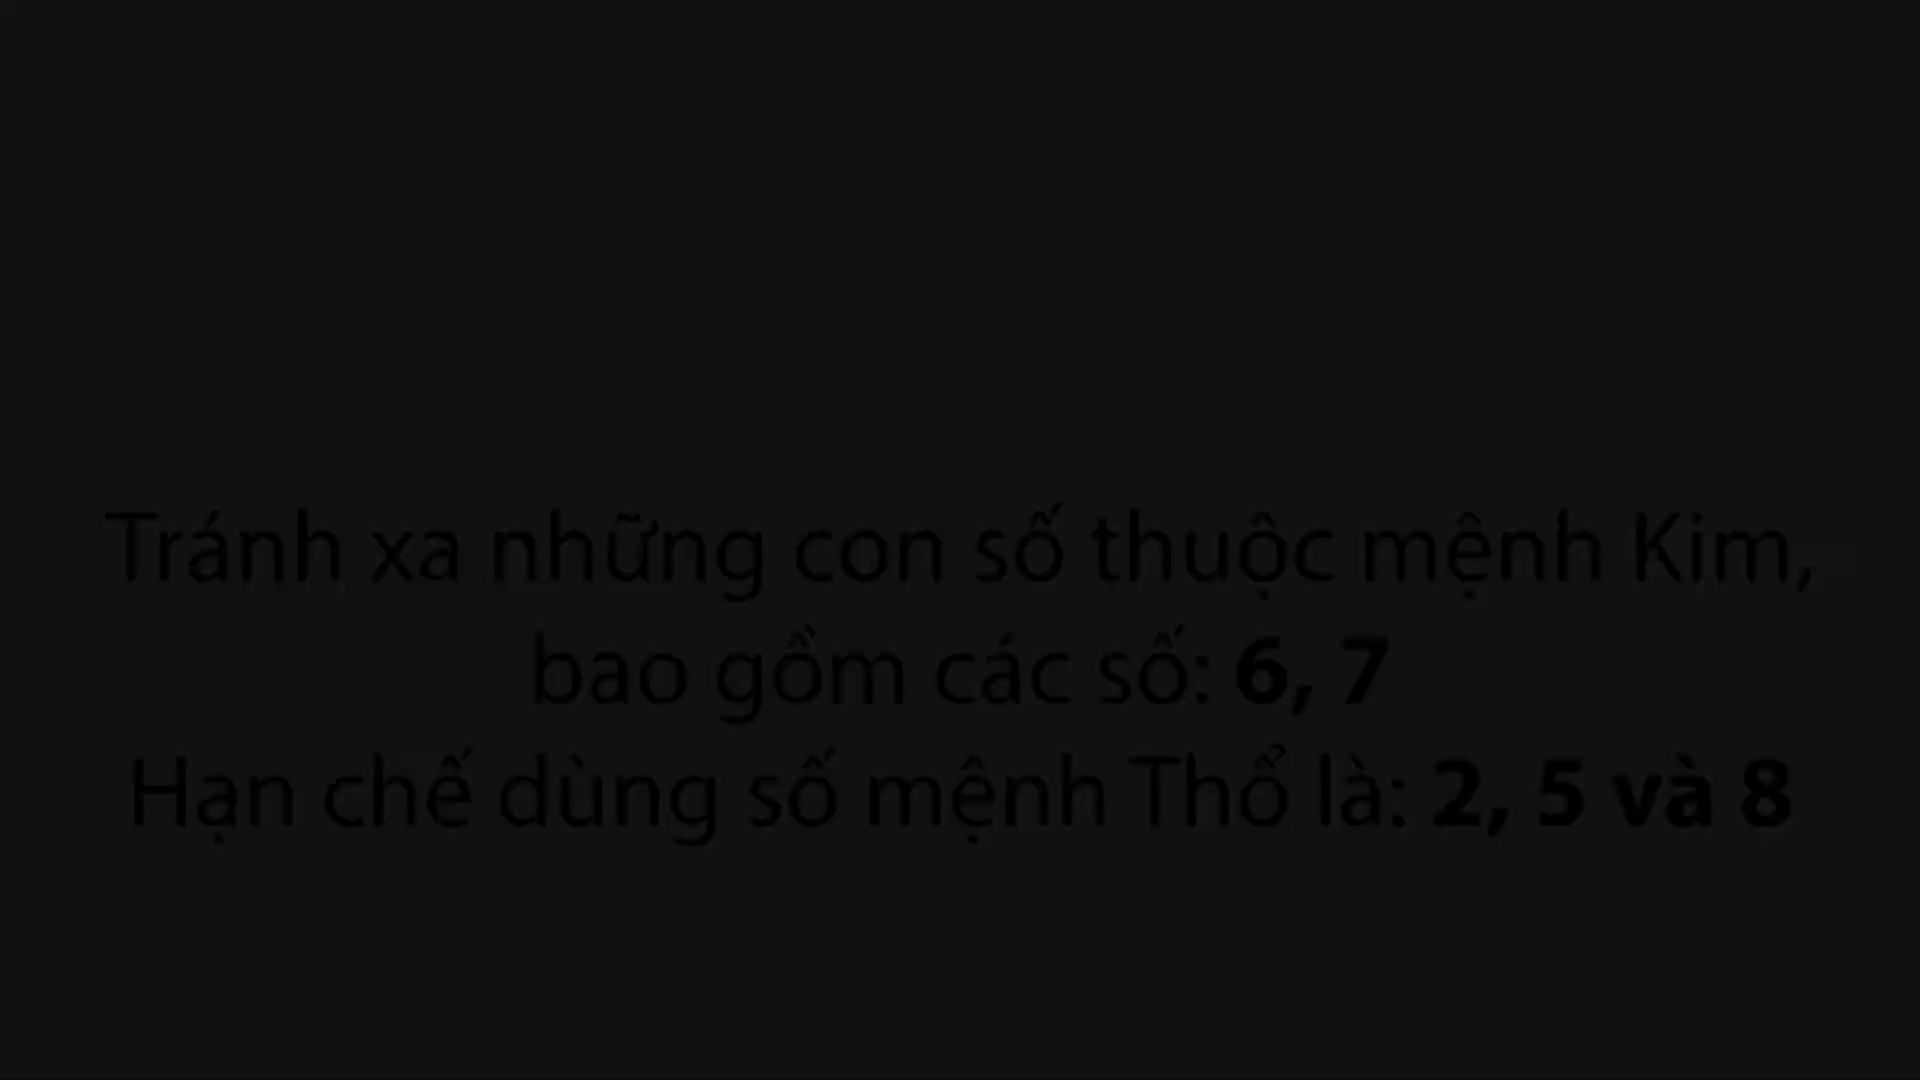 Tránh xa những con số thuộc mệnh Kim,
bao gồm các số: 6, 7
Hạn chế dùng số mệnh Thổ là: 2, 5 và 8